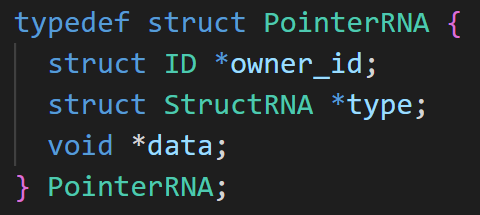 typedef struct PointerRNA {
  struct ID *owner_id;
  struct StructRNA *type;
  void *data;
} PointerRNA;